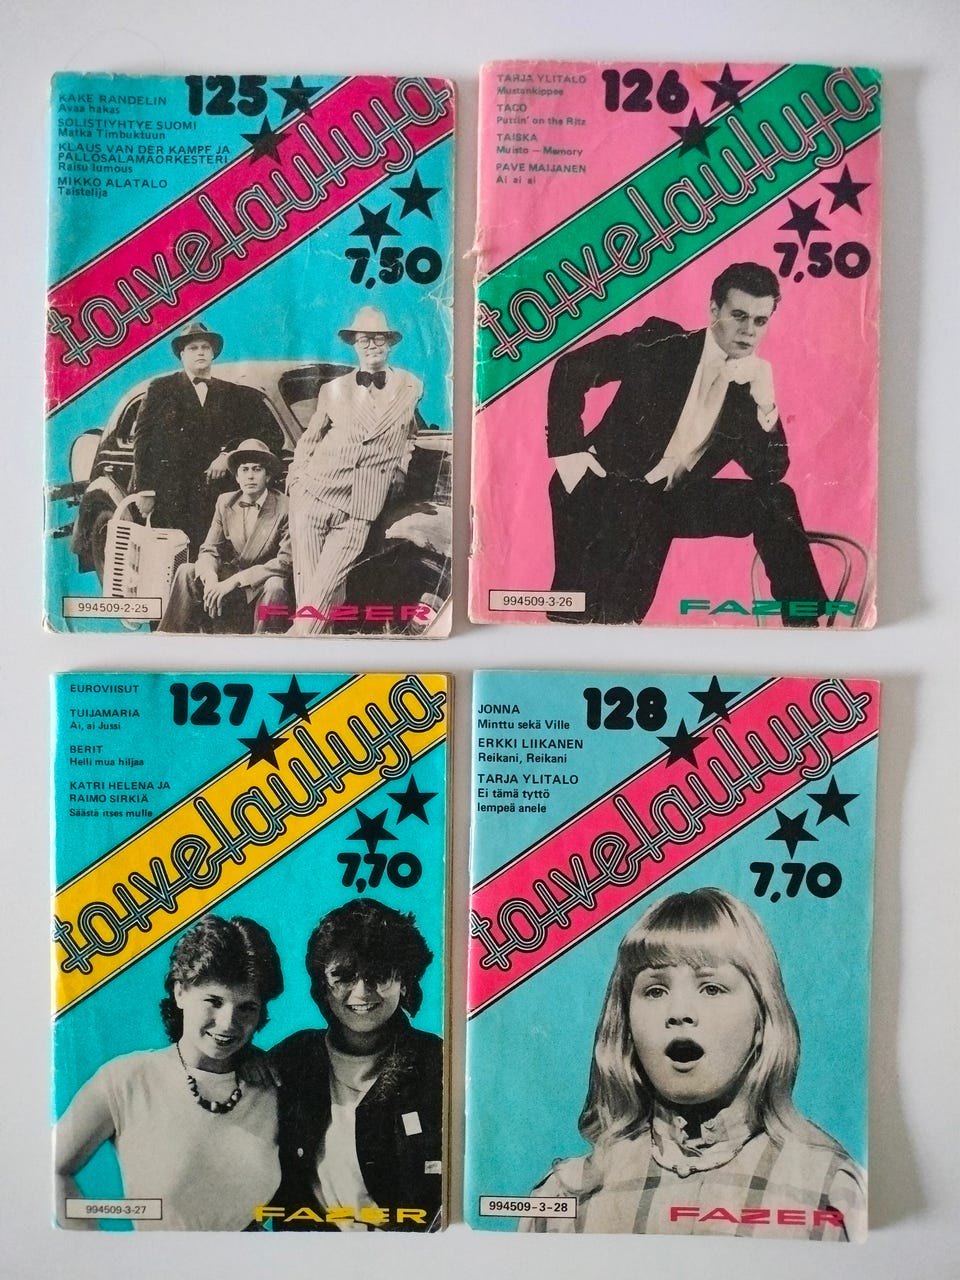 125
KAKE RANDELIN
Avaa hakas
SOLISTIYHTYE SUOMI
Matka Timbuktuun
KLAUS VAN DER KAMPF JA
PALLOSALAMAORKESTERI
Raisu lumous
MIKKO ALATALO
Taistelija
toivelauluja
7,50
994509-2-25
FAZER
126
TARJA YLITALO
Mustankippee
TACO
Puttin' on the Ritz
TAISKA
Muisto — Memory
PAVE MAIJANEN
Ai ai ai
toivelauluja
7,50
994509-3-26
FAZER
127
EUROVIISUT
TUIJAMARIA
Ai, ai Jussi
BERIT
Helli mua hiljaa
KATRI HELENA JA
RAIMO SIRKIÄ
Säästä itses mulle
toivelauluja
7,70
994509-3-27
FAZER
128
JONNA
Minttu sekä Ville
ERKKI LIIKANEN
Reikani, Reikani
TARJA YLITALO
Ei tämä tyttö
lempeä anele
toivelauluja
7,70
994509-3-28
FAZER